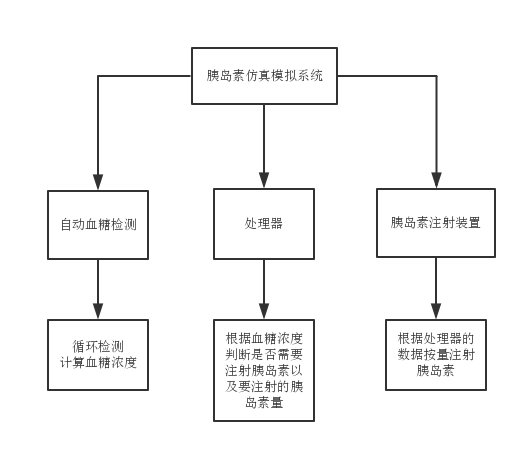 胰岛素仿真模拟系统
自动血糖检测
处理器
胰岛素注射装置
循环检测
计算血糖浓度
根据血糖浓度
判断是否需要
注射胰岛素以
及要注射的胰
岛素量
根据处理器的
数据按量注射
胰岛素